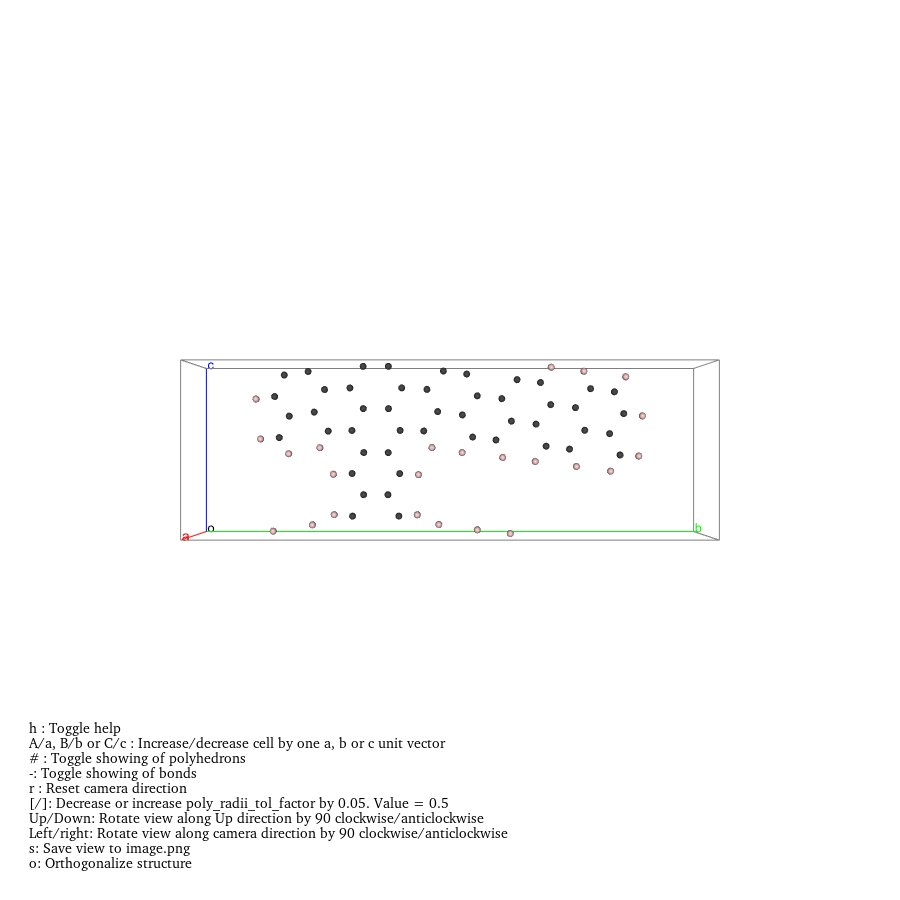 c
o
a
b
h : Toggle help
A/a, B/b or C/c : Increase/decrease cell by one a, b or c unit vector
# : Toggle showing of polyhedrons
-: Toggle showing of bonds
r : Reset camera direction
[/]: Decrease or increase poly_radii_tol_factor by 0.05. Value = 0.5
Up/Down: Rotate view along Up direction by 90 clockwise/anticlockwise
Left/right: Rotate view along camera direction by 90 clockwise/anticlockwise
s: Save view to image.png
o: Orthogonalize structure